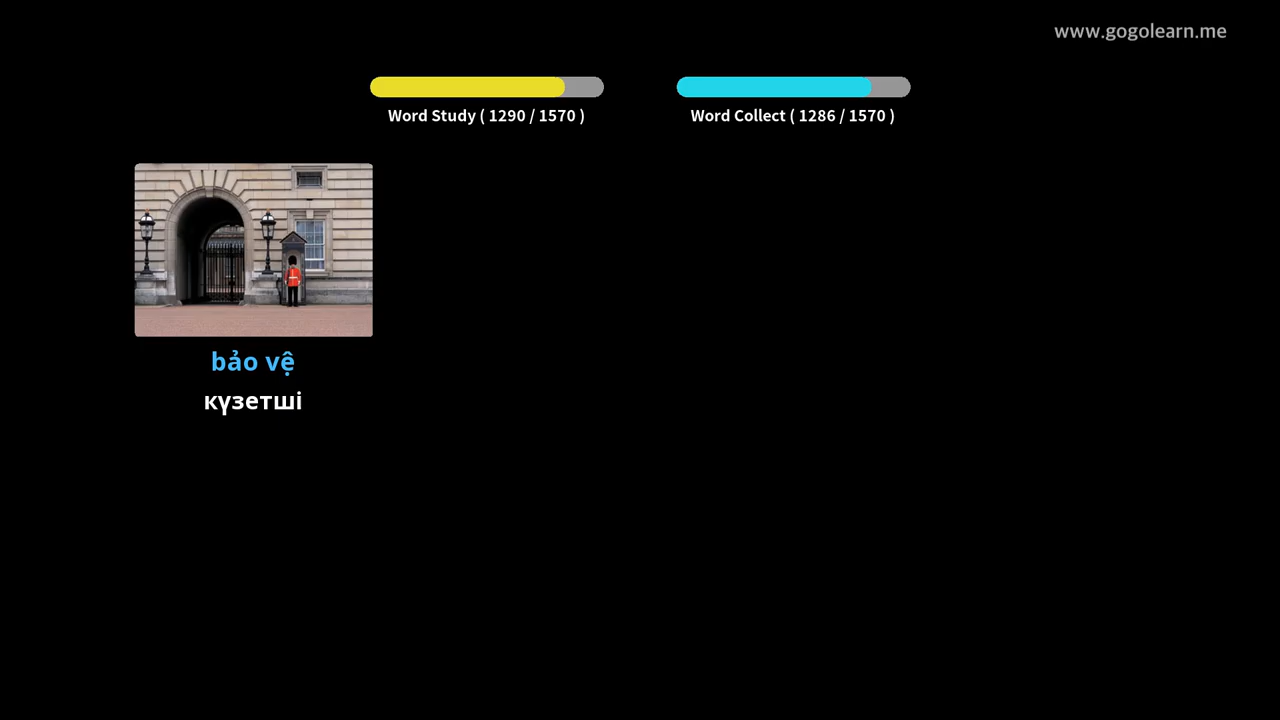 www.gogolearn.me
Word Study ( 1290 / 1570 )
Word Collect ( 1286 / 1570 )
bảo vệ
күзетші